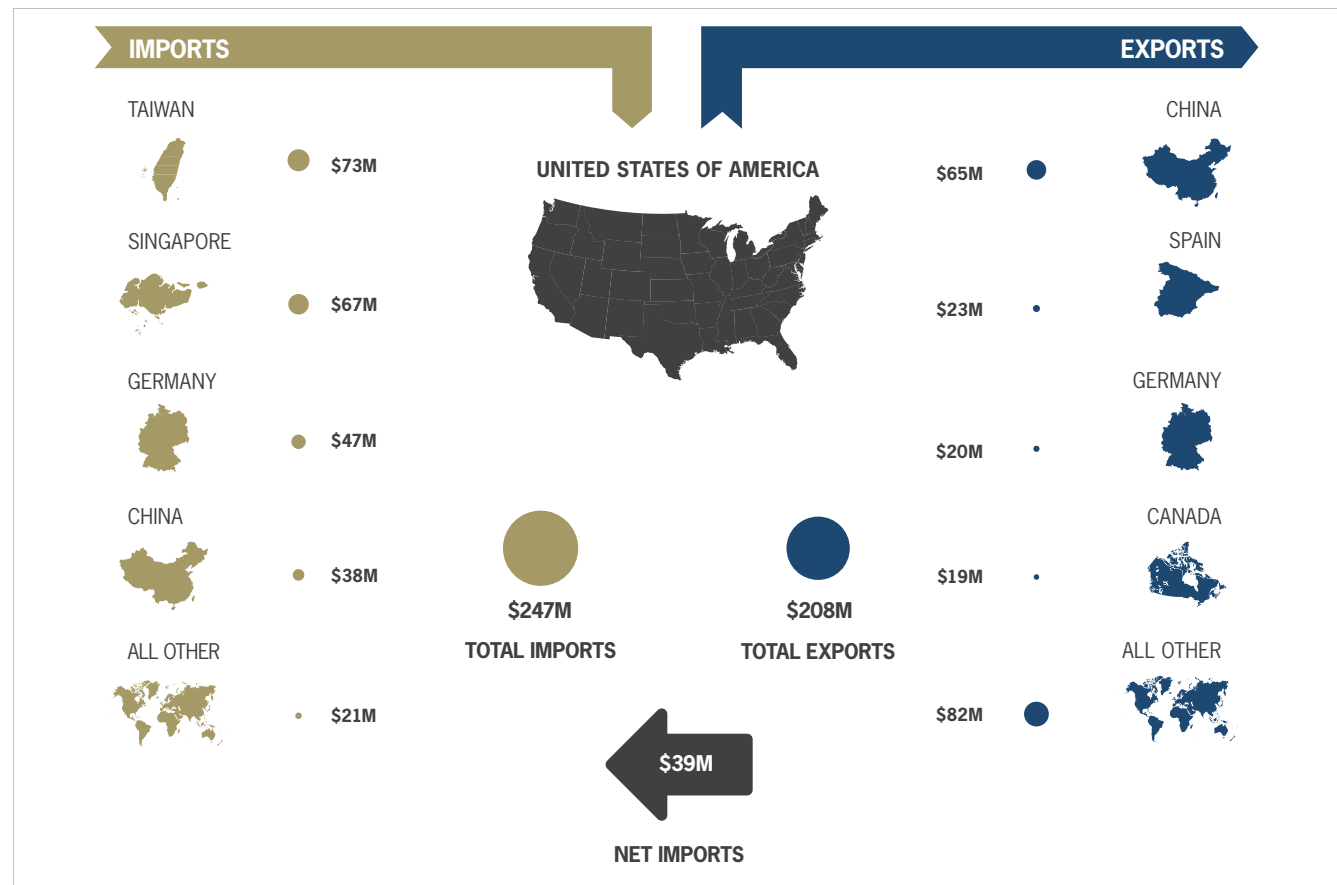 IMPORTS
EXPORTS
TAIWAN
$73M
SINGAPORE
$67M
GERMANY
$47M
CHINA
$38M
ALL OTHER
$21M
UNITED STATES OF AMERICA
$247M
TOTAL IMPORTS
$208M
TOTAL EXPORTS
$39M
NET IMPORTS
CHINA
$65M
SPAIN
$23M
GERMANY
$20M
CANADA
$19M
ALL OTHER
$82M